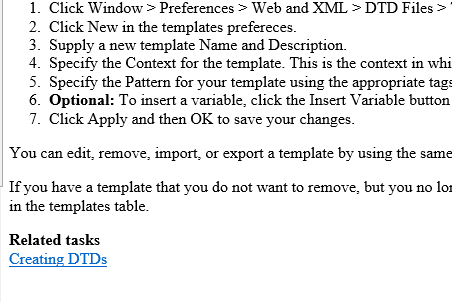 1. Click Window > Preferences > Web and XML > DTD Files >
2. Click New in the templates prefereces.
3. Supply a new template Name and Description.
4. Specify the Context for the template. This is the context in whi
5. Specify the Pattern for your template using the appropriate tags
6. Optional: To insert a variable, click the Insert Variable button
7. Click Apply and then OK to save your changes.
You can edit, remove, import, or export a template by using the same
If you have a template that you do not want to remove, but you no lon
in the templates table.
Related tasks
Creating DTDs